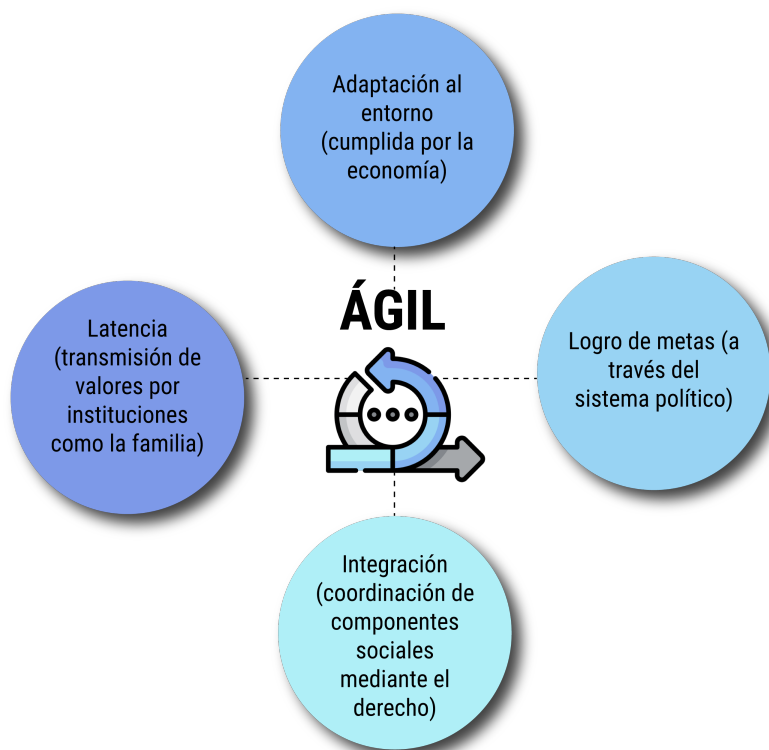 Adaptación al
entorno
(cumplida por la
economía)
ÁGIL
Latencia
(transmisión de
valores por
instituciones
como la familia)
Logro de metas (a
través del
sistema político)
Integración
(coordinación de
componentes
sociales
mediante el
derecho)